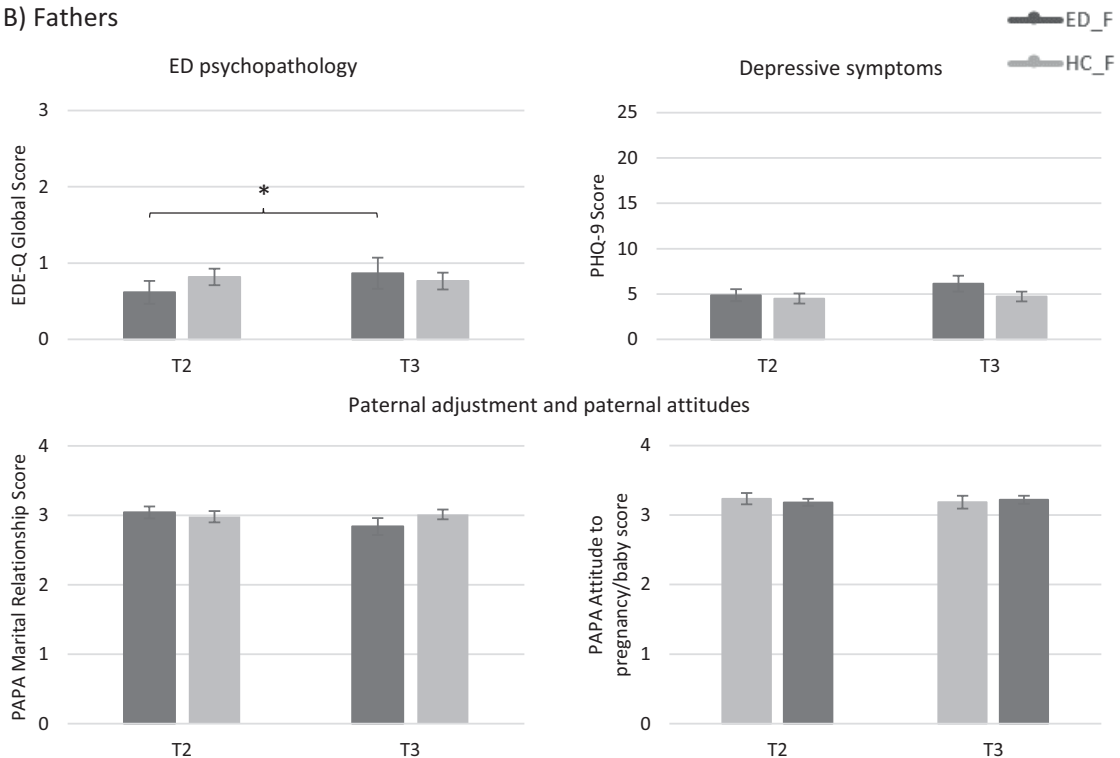 B) Fathers
ED_F
HC_F
ED psychopathology
Depressive symptoms
EDE-Q Global Score
3
2
1
0
*
T2
T3
PHQ-9 Score
25
20
15
10
5
0
T2
T3
Paternal adjustment and paternal attitudes
PAPA Marital Relationship Score
4
3
2
1
0
T2
T3
PAPA Attitude to
pregnancy/baby score
4
3
2
1
0
T2
T3